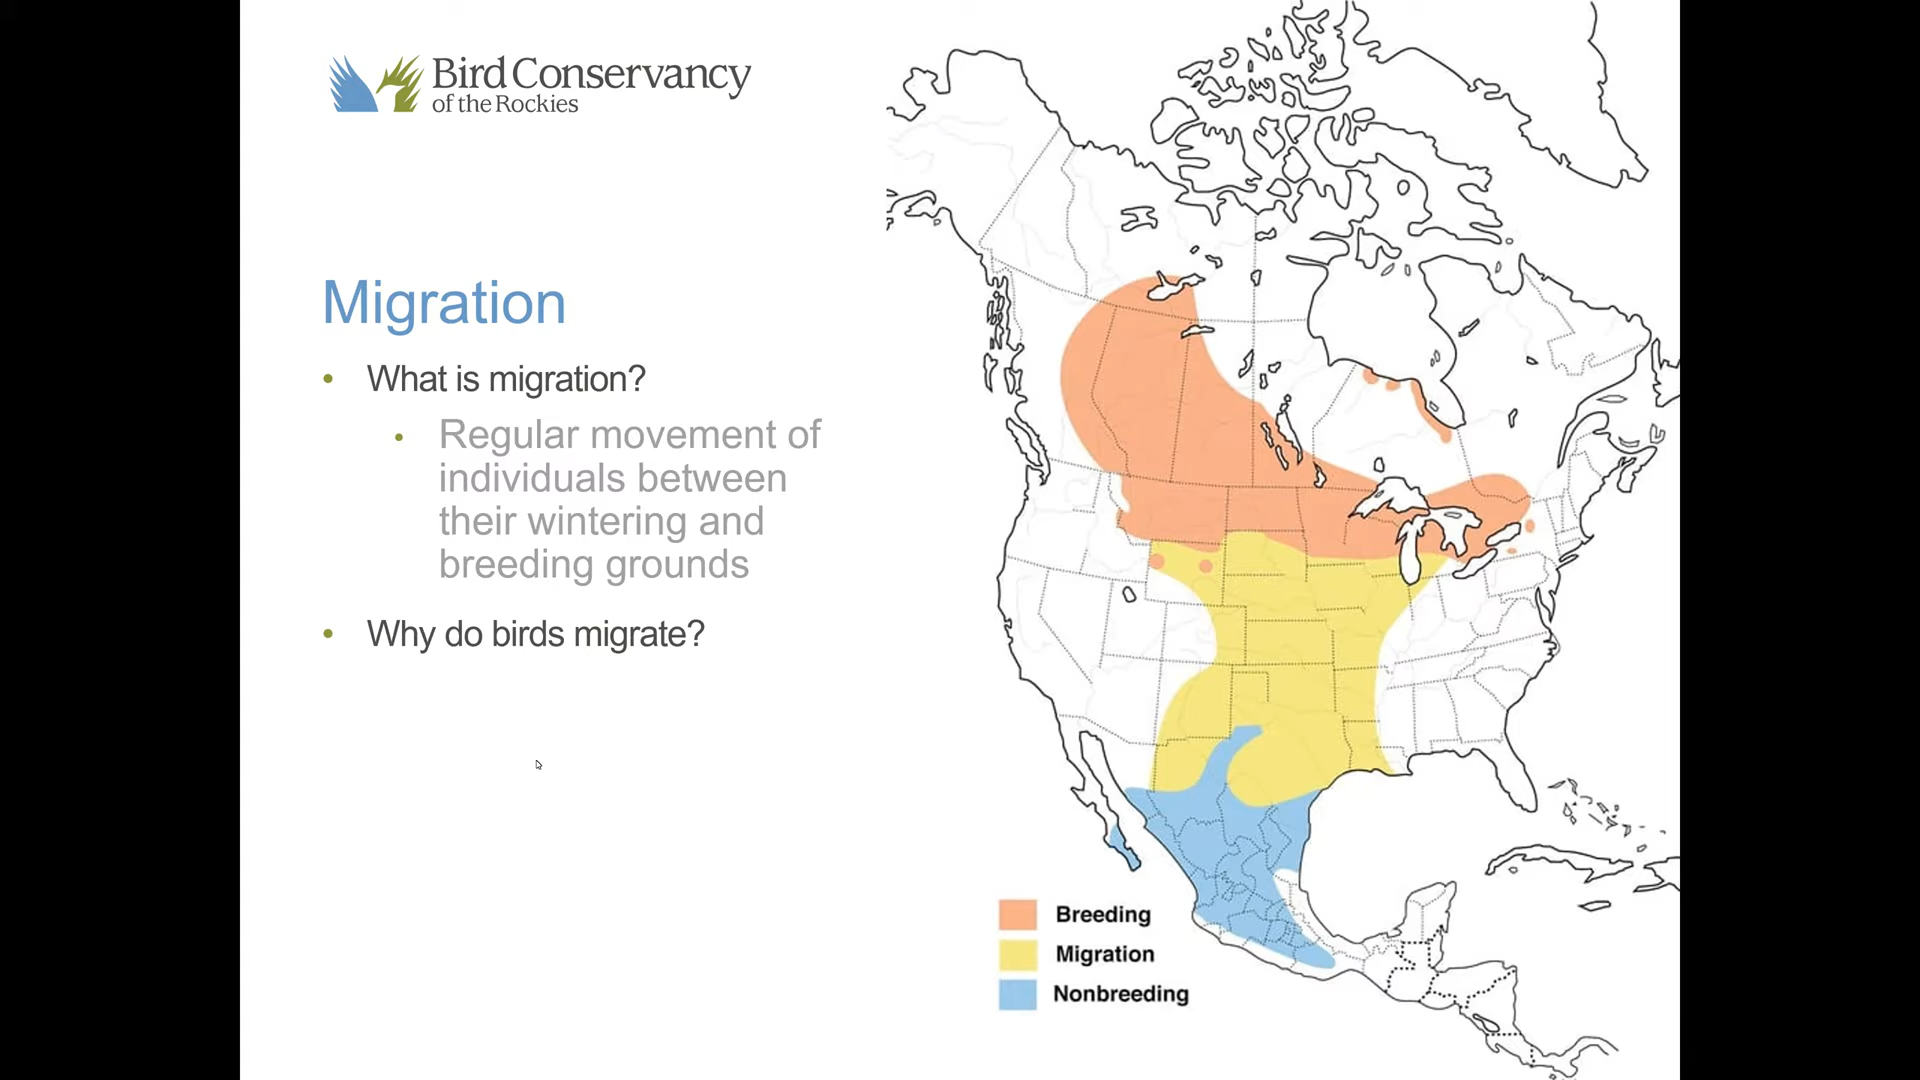 Bird Conservancy
of the Rockies
Migration
• What is migration?
• Regular movement of
individuals between
their wintering and
breeding grounds
• Why do birds migrate?
Breeding
Migration
Nonbreeding